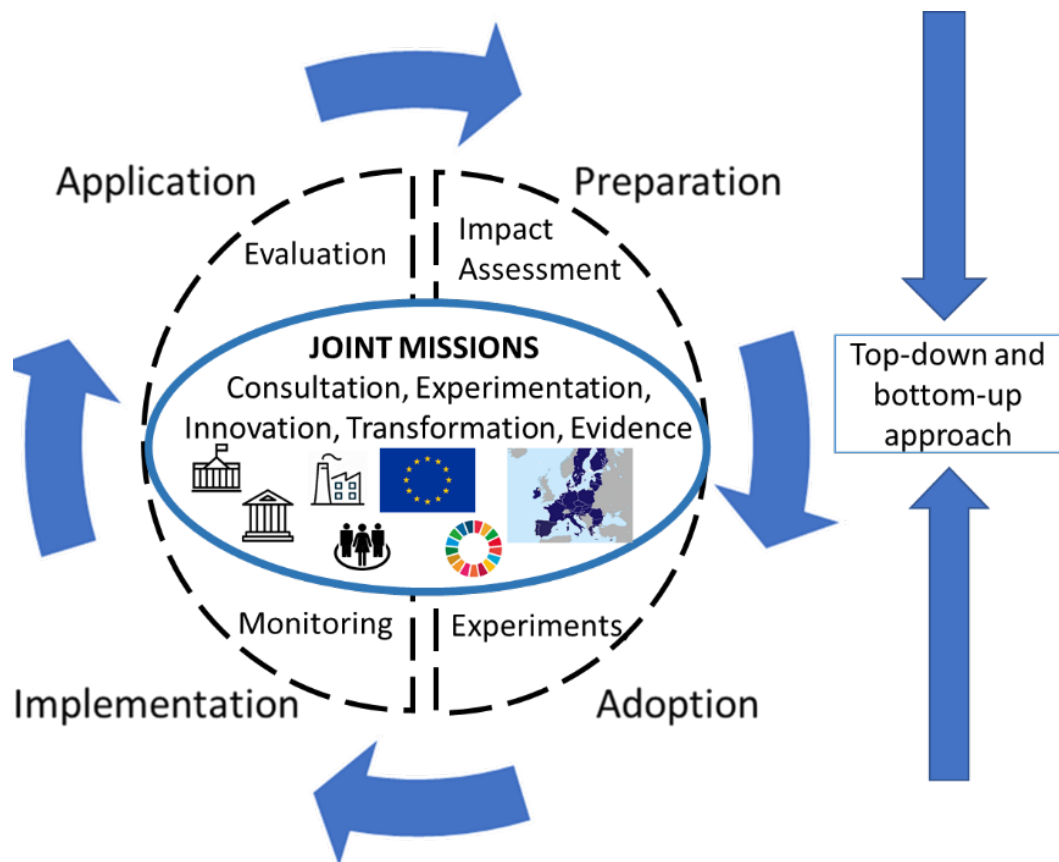 Application
Preparation
Evaluation
Impact
Assessment
JOINT MISSIONS
Consultation, Experimentation,
Innovation, Transformation, Evidence
Top-down and
bottom-up
approach
Monitoring
Experiments
Implementation
Adoption